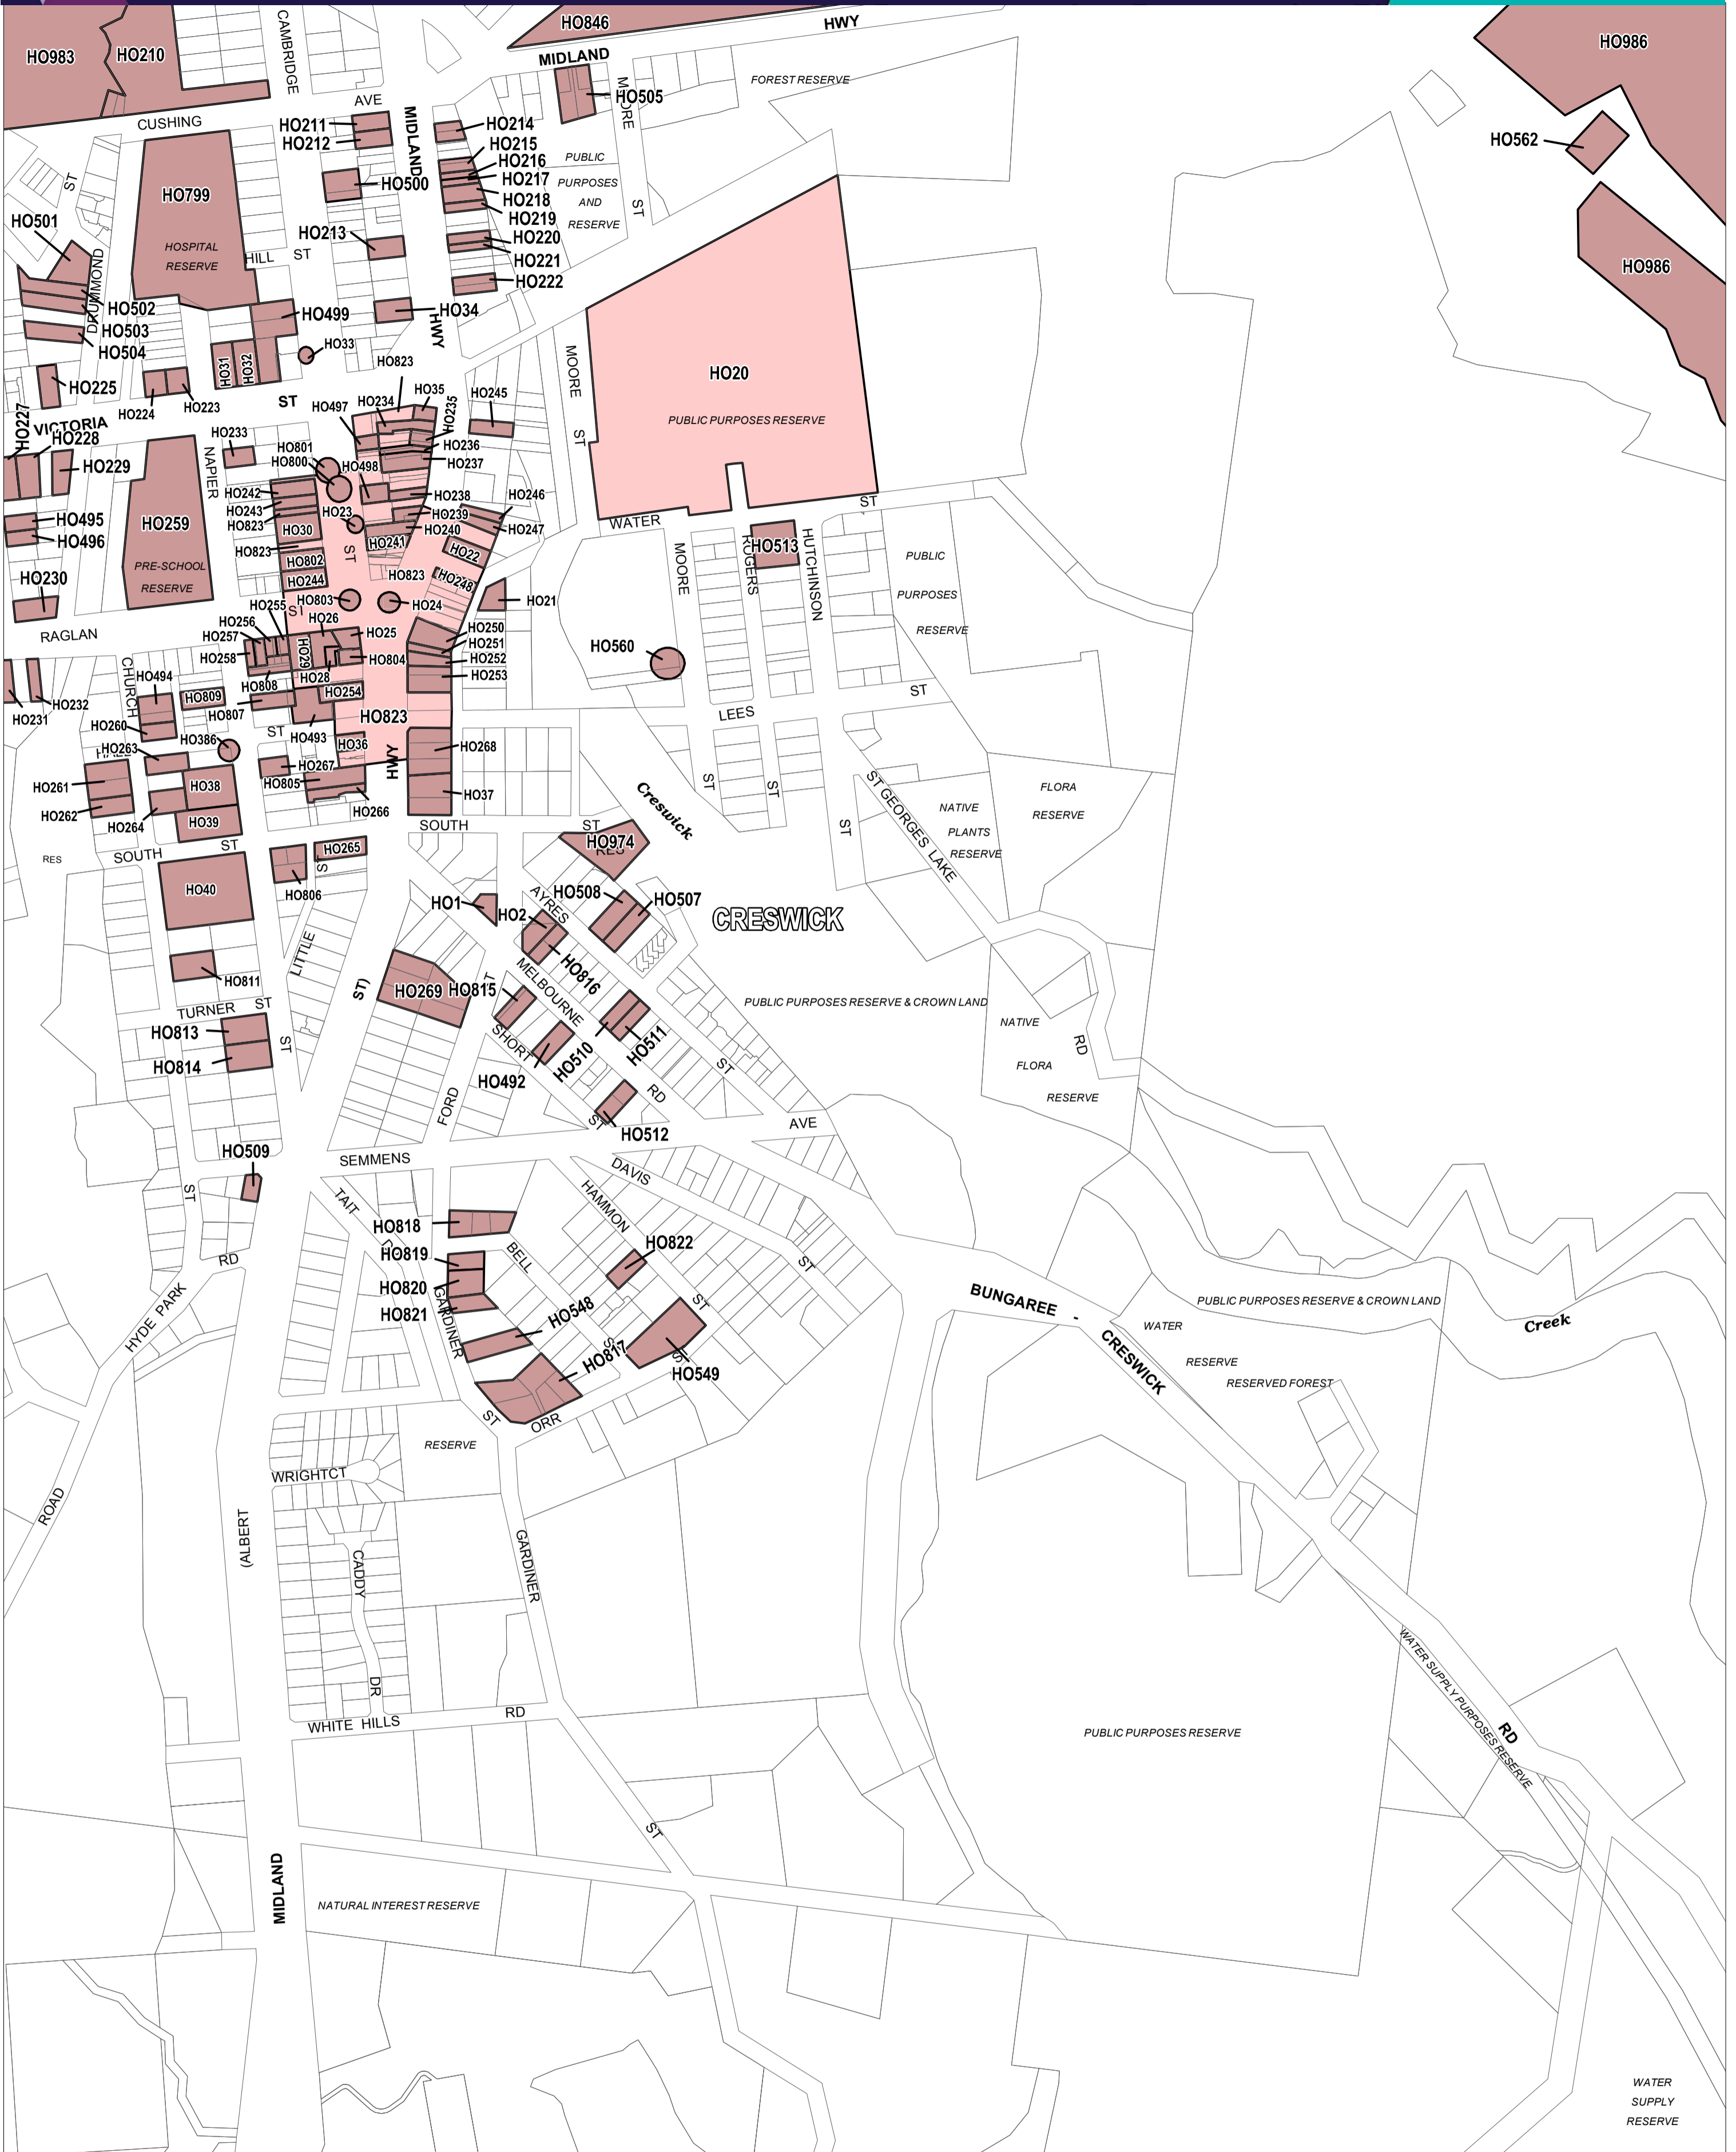 HO846
HWY
CAMBRIDGE
HO983
HO210
MIDLAND
HO986
FOREST RESERVE
MOORE
HO505
AVE
MIDLAND
CUSHING
HO211
HO212
HO214
HO215
HO216
HO217
HO218
HO219
HO562
PUBLIC
PURPOSES
AND
RESERVE
ST
ST
HO799
HO500
HO501
HOSPITAL
RESERVE
HO213
HILL
ST
HO220
HO221
HO222
HO986
DRUMMOND
HO502
HO503
HO504
HO499
HO34
HWY
HO33
HO31
HO32
HO823
MOORE
ST
HO20
PUBLIC PURPOSES RESERVE
HO225
HO224
HO223
ST
HO497
HO234
HO35
HO235
HO245
HO227
VICTORIA
HO228
HO229
NAPIER
HO233
HO801
HO800
HO498
HO236
HO237
HO242
HO243
HO823
HO23
HO238
HO239
HO240
HO246
HO247
HO495
HO496
HO259
PRE-SCHOOL
RESERVE
HO30
HO823
ST
HO241
HO22
WATER
ST
HO513
ROGERS
HUTCHINSON
MOORE
HO802
HO244
HO823
HO248
PUBLIC
PURPOSES
RESERVE
HO230
HO803
HO24
HO21
RAGLAN
HO255
ST
HO256
HO257
HO258
HO26
HO25
HO29
HO28
HO804
HO250
HO251
HO252
HO253
HO560
CHURCH
HO494
HO809
HO808
HO807
HO254
HO231
HO232
HO260
HO823
ST
LEES
HALL
HO263
HO386
ST
HO493
HO36
HWY
HO268
HO261
HO262
HO38
HO264
HO39
HO267
HO805
HO266
HO37
Creswick
ST
ST
ST
ST GEORGES LAKE
FLORA
RESERVE
NATIVE
PLANTS
RESERVE
SOUTH
ST
HO974
RES
RES
SOUTH
ST
HO265
ST
HO40
HO806
HO1
HO2
AYRES
HO508
HO507
CRESWICK
HO811
LITTLE
ST)
HO269
HO815
ST
HO816
MELBOURNE
PUBLIC PURPOSES RESERVE & CROWN LAND
TURNER
ST
HO813
HO814
ST
SHORT
HO510
HO511
ST
NATIVE
FLORA
RESERVE
RD
HO492
FORD
RD
ST
HO512
AVE
HO509
SEMMENS
DAVIS
ST
TAIT
HAMMON
RD
HO818
BELL
HO822
ST
HO819
HO820
HO821
GARDINER
HO548
ST
HO817
HO549
HYDE PARK
BUNGAREE
-
CRESWICK
PUBLIC PURPOSES RESERVE & CROWN LAND
Creek
WATER
RESERVE
RESERVED FOREST
ST
ORR
RESERVE
WRIGHTCT
ROAD
(ALBERT
CADDY
GARDINER
DR
WHITE HILLS
RD
WATER SUPPLY PURPOSES RESERVE
RD
PUBLIC PURPOSES RESERVE
ST
MIDLAND
NATURAL INTEREST RESERVE
WATER
SUPPLY
RESERVE